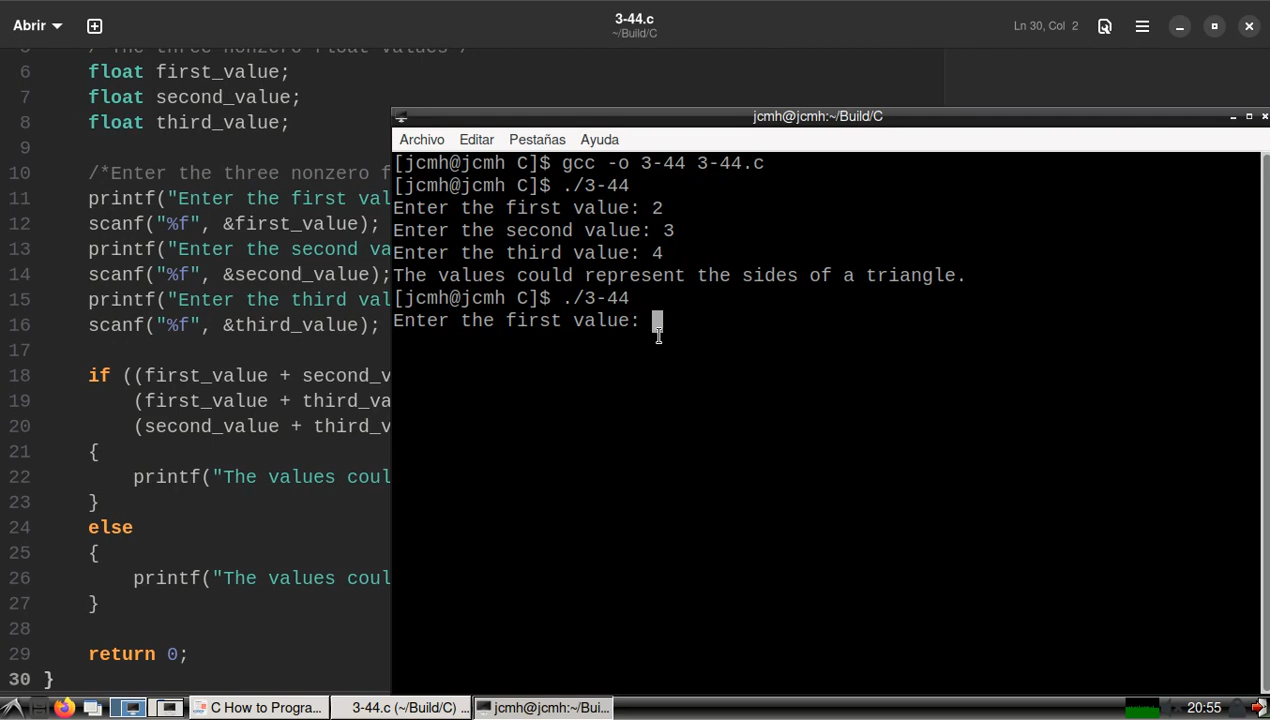 Abrir
3-44.c
~/Build/C
Ln 30, Col 2
5 /*The three nonzero float values*/
6 float first_value;
7 float second_value;
8 float third_value;
9
10 /*Enter the three nonzero f
11 printf("Enter the first val
12 scanf("%f", &first_value);
13 printf("Enter the second va
14 scanf("%f", &second_value);
15 printf("Enter the third val
16 scanf("%f", &third_value);
17
18 if ((first_value + second_v
19 (first_value + third_va
20 (second_value + third_v
21 {
22 printf("The values coul
23 }
24 else
25 {
26 printf("The values coul
27 }
28
29 return 0;
30 }
jcmh@jcmh:~/Build/C
Archivo Editar Pestañas Ayuda
[jcmh@jcmh C]$ gcc -o 3-44 3-44.c
[jcmh@jcmh C]$ ./3-44
Enter the first value: 2
Enter the second value: 3
Enter the third value: 4
The values could represent the sides of a triangle.
[jcmh@jcmh C]$ ./3-44
Enter the first value:
C How to Progra...
3-44.c (~/Build/C) ...
jcmh@jcmh:~/Bui...
20:55